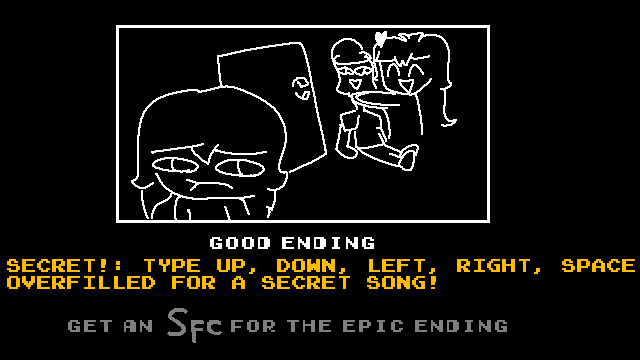 GOOD ENDING
SECRET!: TYPE UP, DOWN, LEFT, RIGHT, SPACE
OVERFILLED FOR A SECRET SONG!
GET AN Sfc FOR THE EPIC ENDING